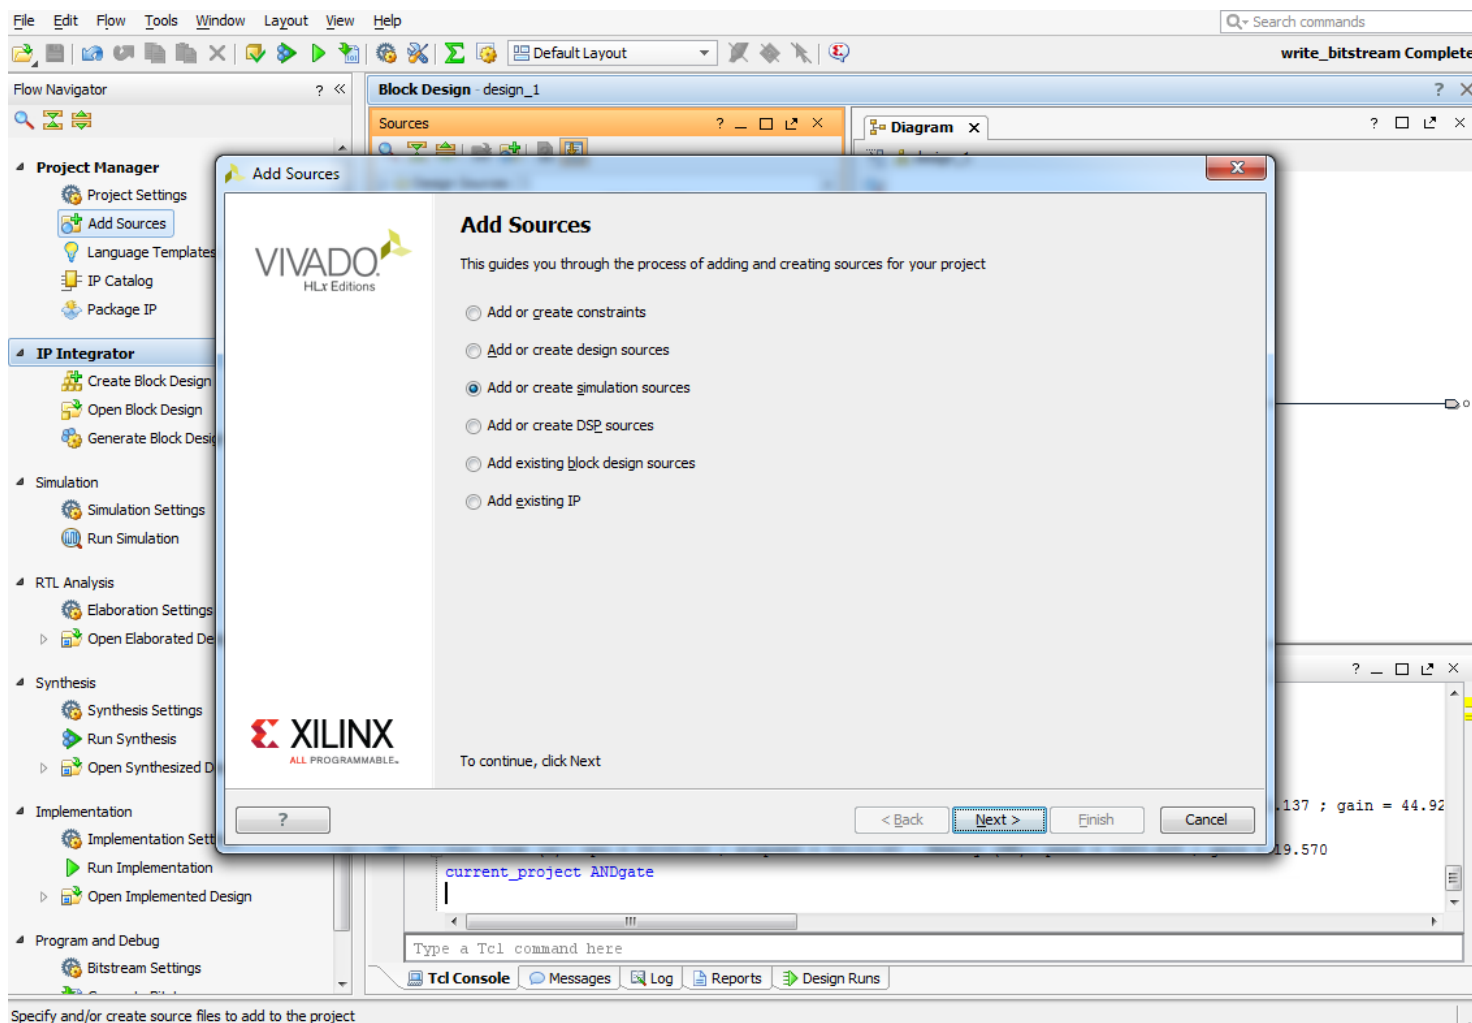 File Edit Flow Tools Window Layout View Help
Search commands
Default Layout
write_bitstream Complete
Flow Navigator ? «
Block Design - design_1 ?
Sources ?
Diagram ?
Project Manager
Project Settings
Add Sources
Language Templates
IP Catalog
Package IP
IP Integrator
Create Block Design
Open Block Design
Generate Block Desig
Simulation
Simulation Settings
Run Simulation
RTL Analysis
Elaboration Settings
Open Elaborated De
Synthesis
Synthesis Settings
Run Synthesis
Open Synthesized D
Implementation
Implementation Sett
Run Implementation
Open Implemented Design
Program and Debug
Bitstream Settings
Add Sources
VIVADO.
HLx Editions
Add Sources
This guides you through the process of adding and creating sources for your project
Add or create constraints
Add or create design sources
Add or create simulation sources
Add or create DSP sources
Add existing block design sources
Add existing IP
XILINX
ALL PROGRAMMABLE™
To continue, click Next
?
< Back
Next >
Finish
Cancel
?
.137 ; gain = 44.92
19.570
current_project ANDgate
Type a Tcl command here
Tcl Console Messages Log Reports Design Runs
Specify and/or create source files to add to the project